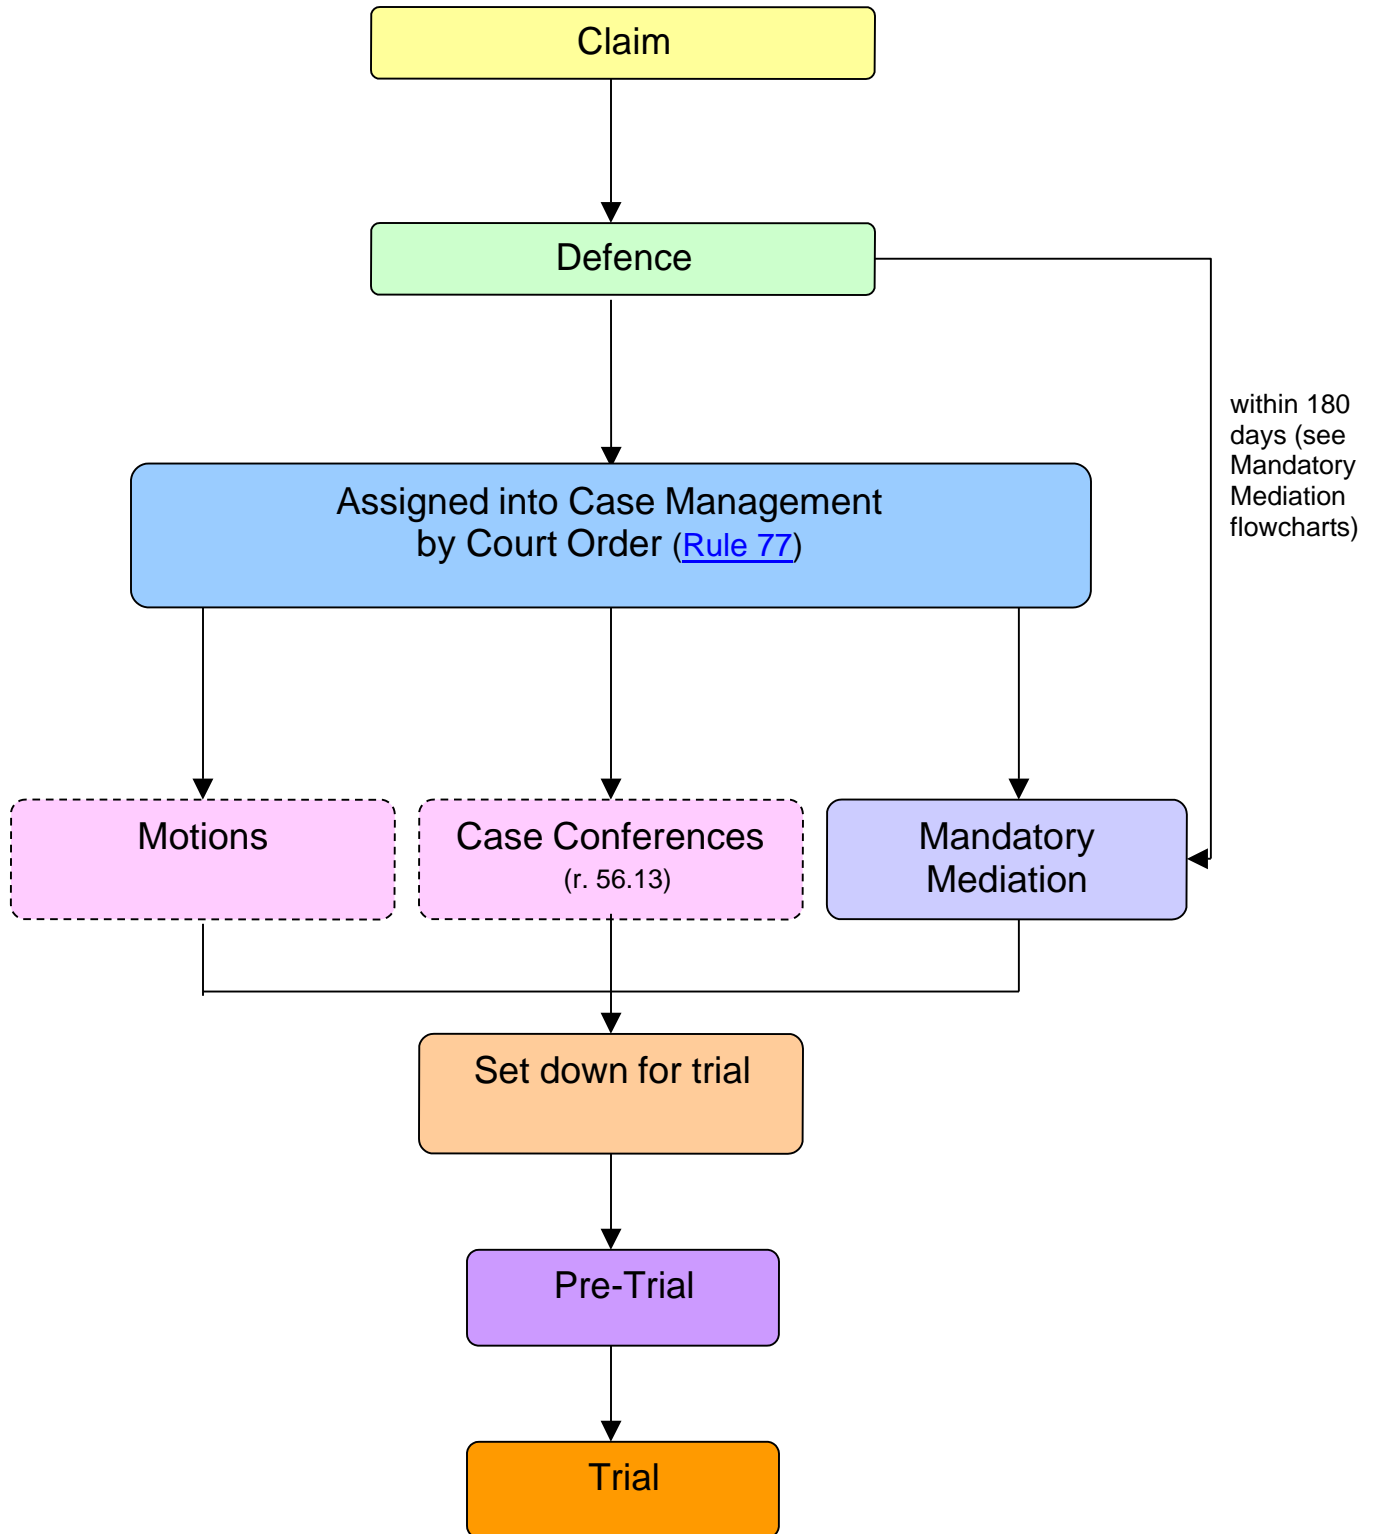 Claim
Defence
within 180
days (see
Mandatory
Mediation
flowcharts)
Assigned into Case Management
by Court Order (Rule 77)
Motions
Case Conferences
(r. 56.13)
Mandatory
Mediation
Set down for trial
Pre-Trial
Trial